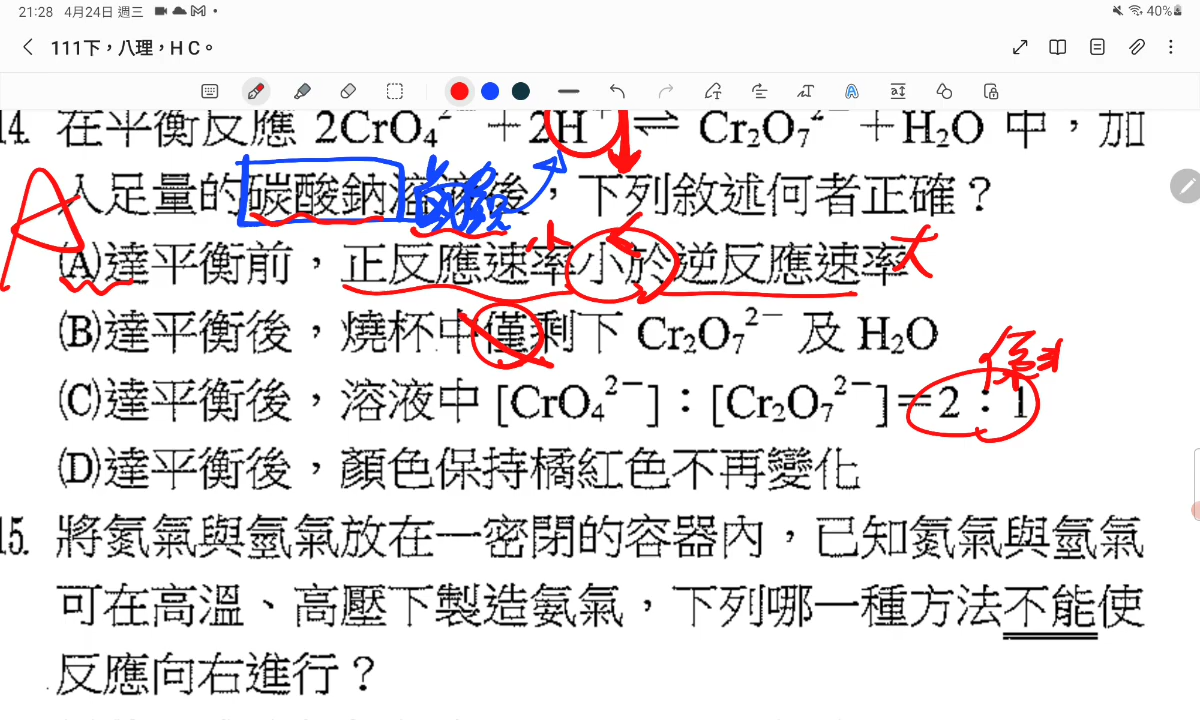 21:28 4月24日 週三 40%
111下,八理,H C。
14. 在平衡反應 2CrO₄²⁻+2H⁺⇌Cr₂O₇²⁻+H₂O 中,加
入足量的碳酸鈉溶液後,下列敘述何者正確?
A
(A)達平衡前,正反應速率小於逆反應速率
小 < 大
(B)達平衡後,燒杯中僅剩下 Cr₂O₇²⁻ 及 H₂O
係數
(C)達平衡後,溶液中 [CrO₄²⁻]:[Cr₂O₇²⁻]=2:1
(D)達平衡後,顏色保持橘紅色不再變化
15. 將氮氣與氫氣放在一密閉的容器內,已知氮氣與氫氣
可在高溫、高壓下製造氨氣,下列哪一種方法不能使
反應向右進行?